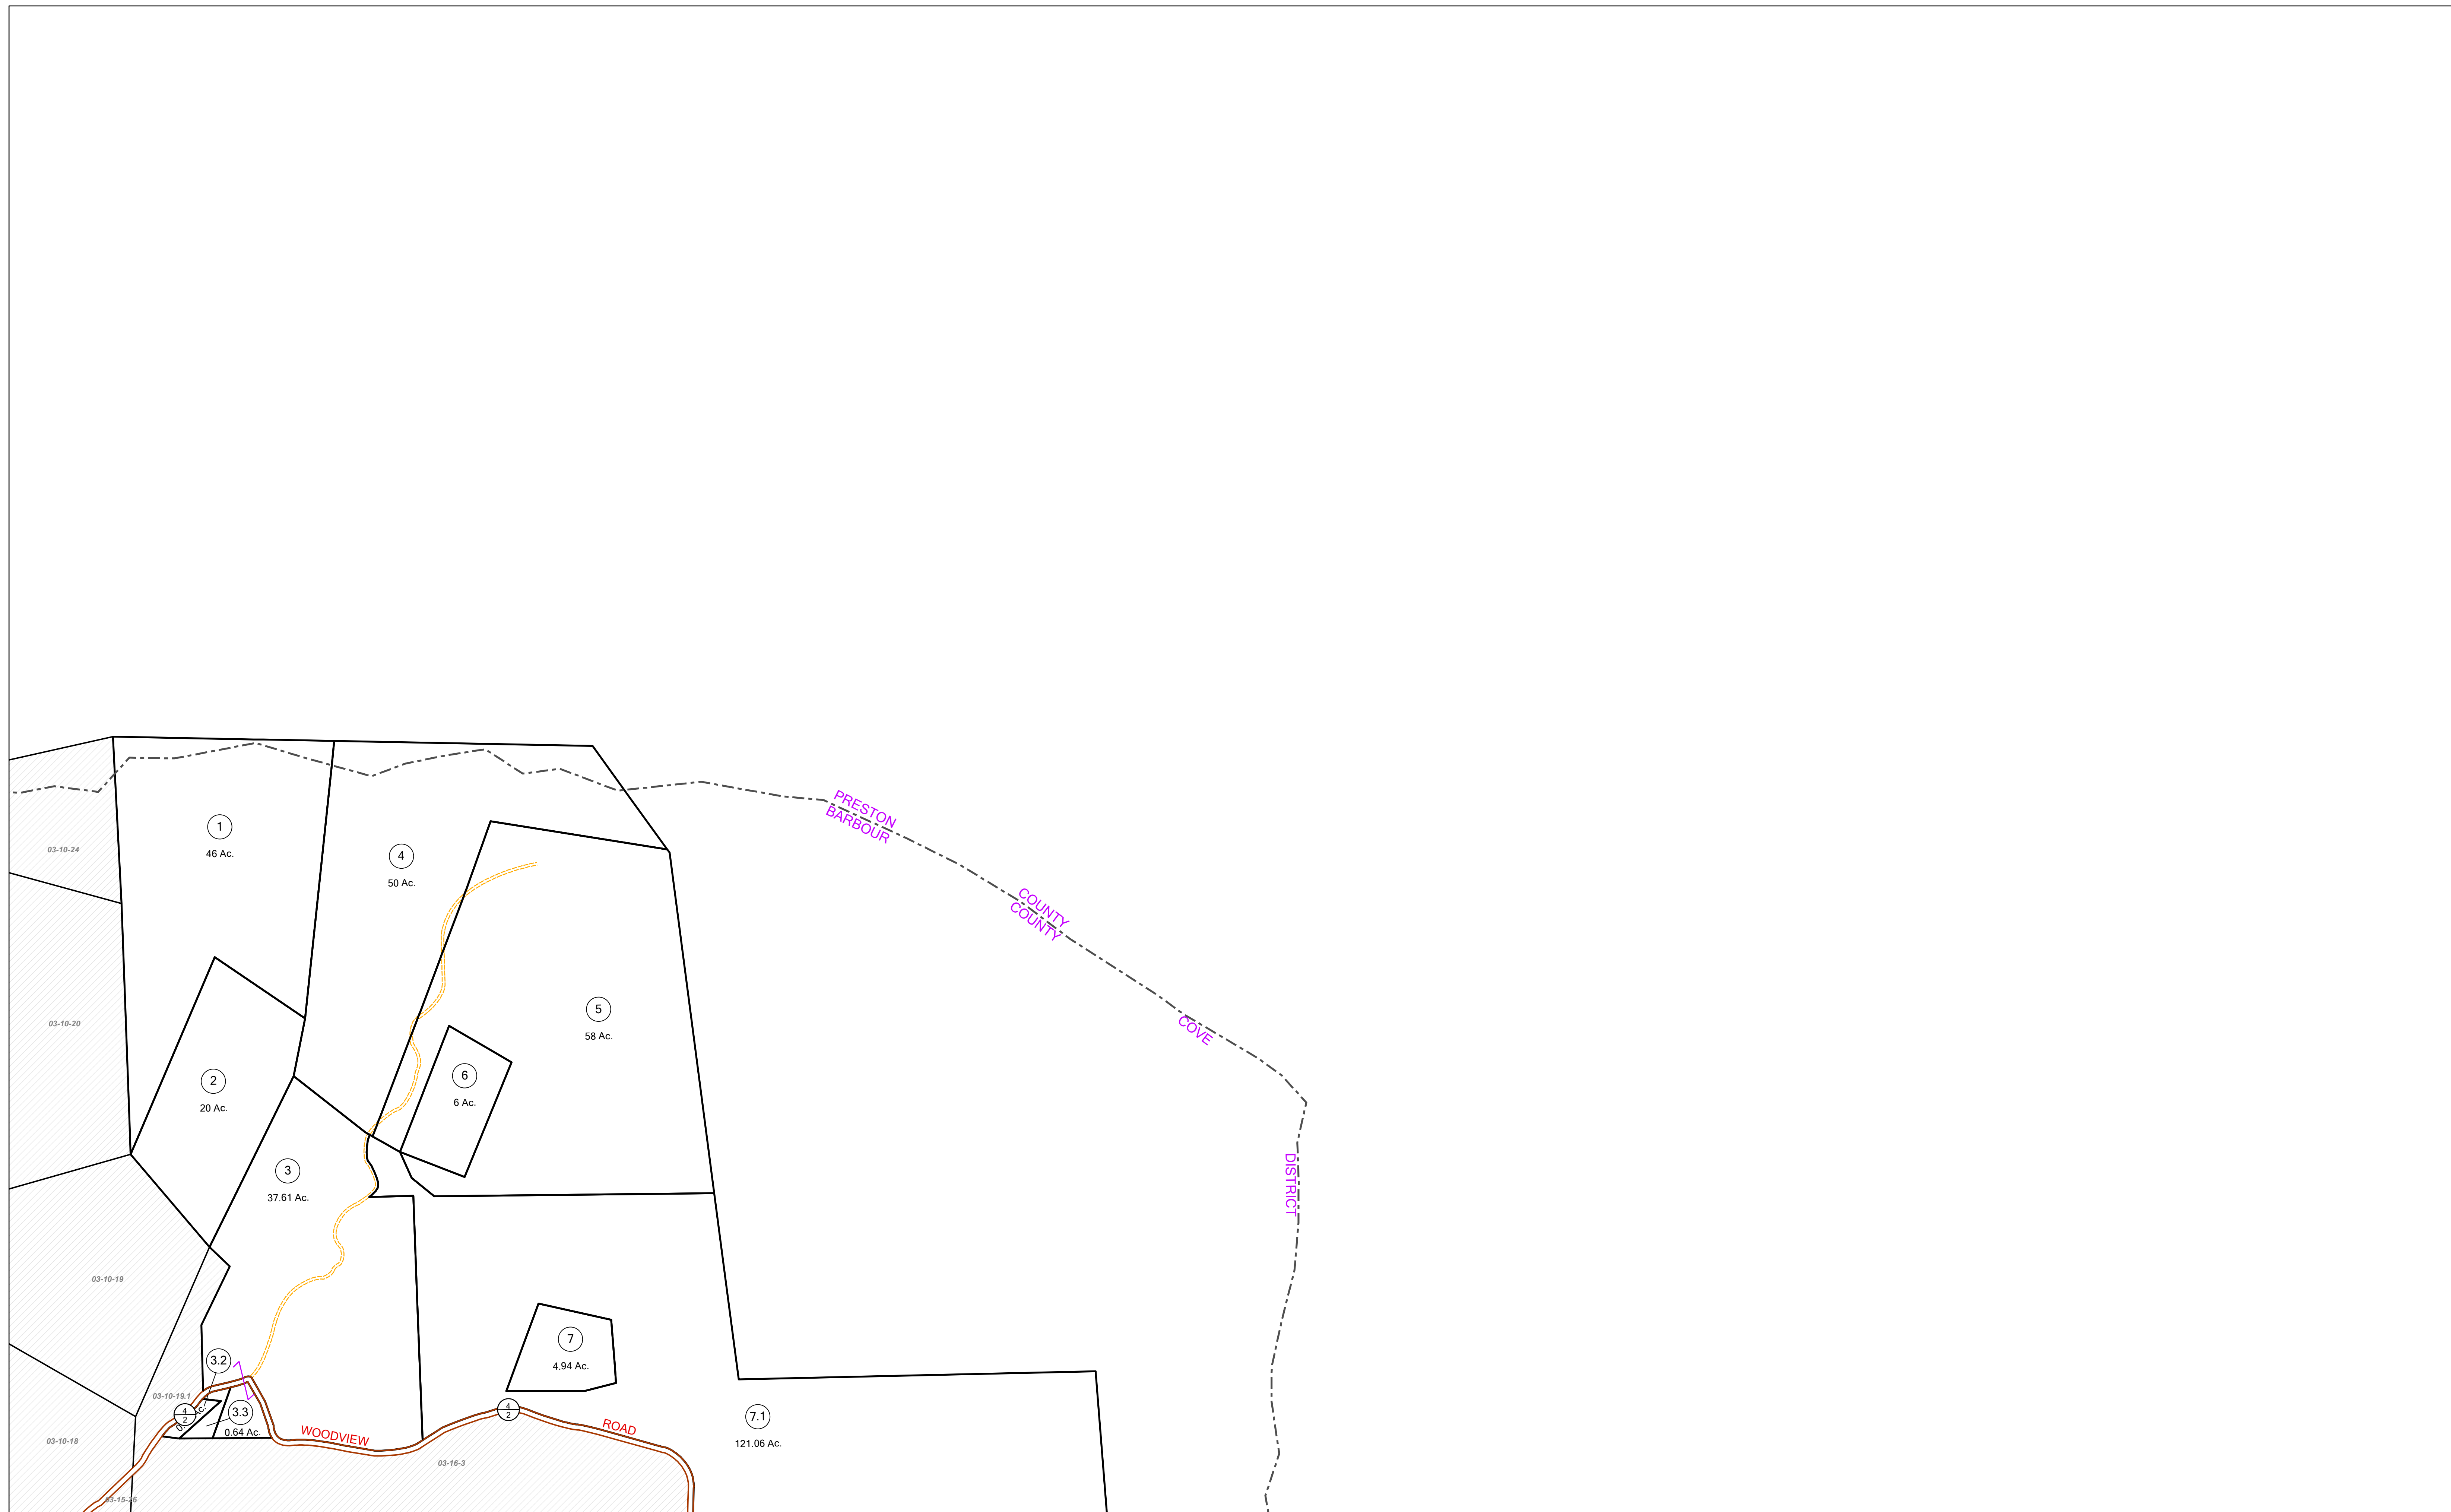 PRESTON
BARBOUR
1
46 Ac.
03-10-24
4
50 Ac.
COUNTY
COUNTY
5
58 Ac.
03-10-20
COVE
6
6 Ac.
2
20 Ac.
3
37.61 Ac.
DISTRICT
03-10-19
7
4.94 Ac.
3.2
03-10-19.1
4
2
3.3
0.64 Ac.
4
2
7.1
121.06 Ac.
WOODVIEW
ROAD
03-10-18
03-16-3
03-15-26